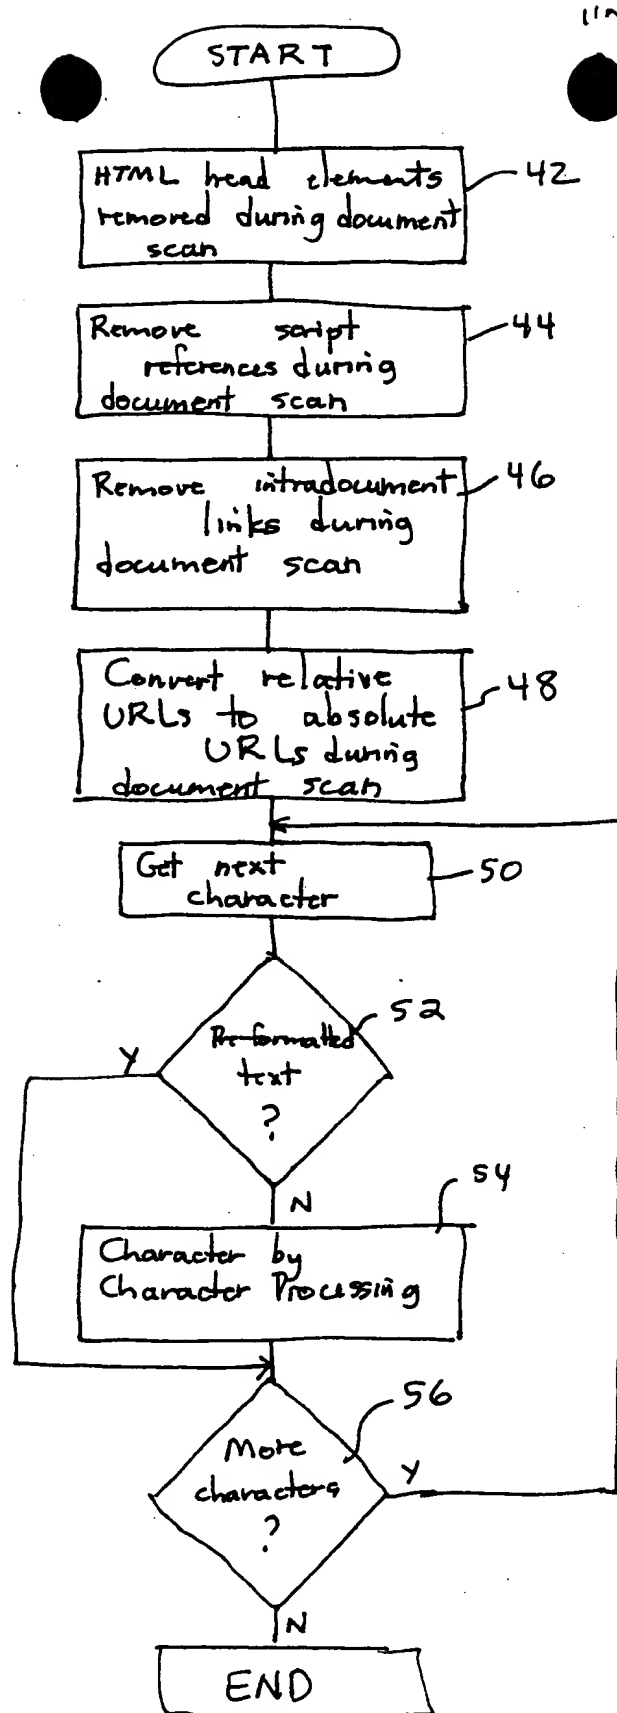 START
HTML head elements
removed during document
scan
42
Remove script
references during
document scan
44
Remove intradocument
links during
document scan
46
Convert relative
URLs to absolute
URLs during
document scan
48
Get next
character
50
Pre-formatted
text
?
52
Y
N
54
Character by
Character Processing
56
More
characters
?
Y
N
END